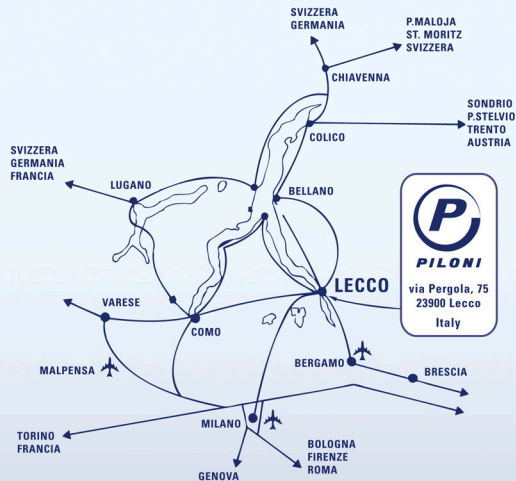 SVIZZERA
GERMANIA
P.MALOJA
ST. MORITZ
SVIZZERA
CHIAVENNA
SONDRIO
P.STELVIO
TRENTO
AUSTRIA
COLICO
SVIZZERA
GERMANIA
FRANCIA
LUGANO
BELLANO
P
PILONI
via Pergola, 75
23900 Lecco
Italy
LECCO
VARESE
COMO
MALPENSA
BERGAMO
BRESCIA
MILANO
TORINO
FRANCIA
BOLOGNA
FIRENZE
ROMA
GENOVA